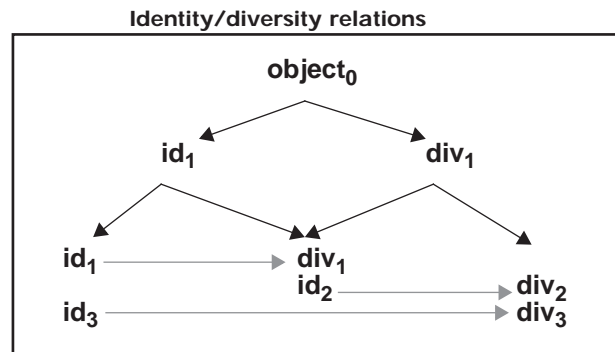 Identity/diversity relations
object₀
id₁ div₁
id₁ div₁
id₂ div₂
id₃ div₃